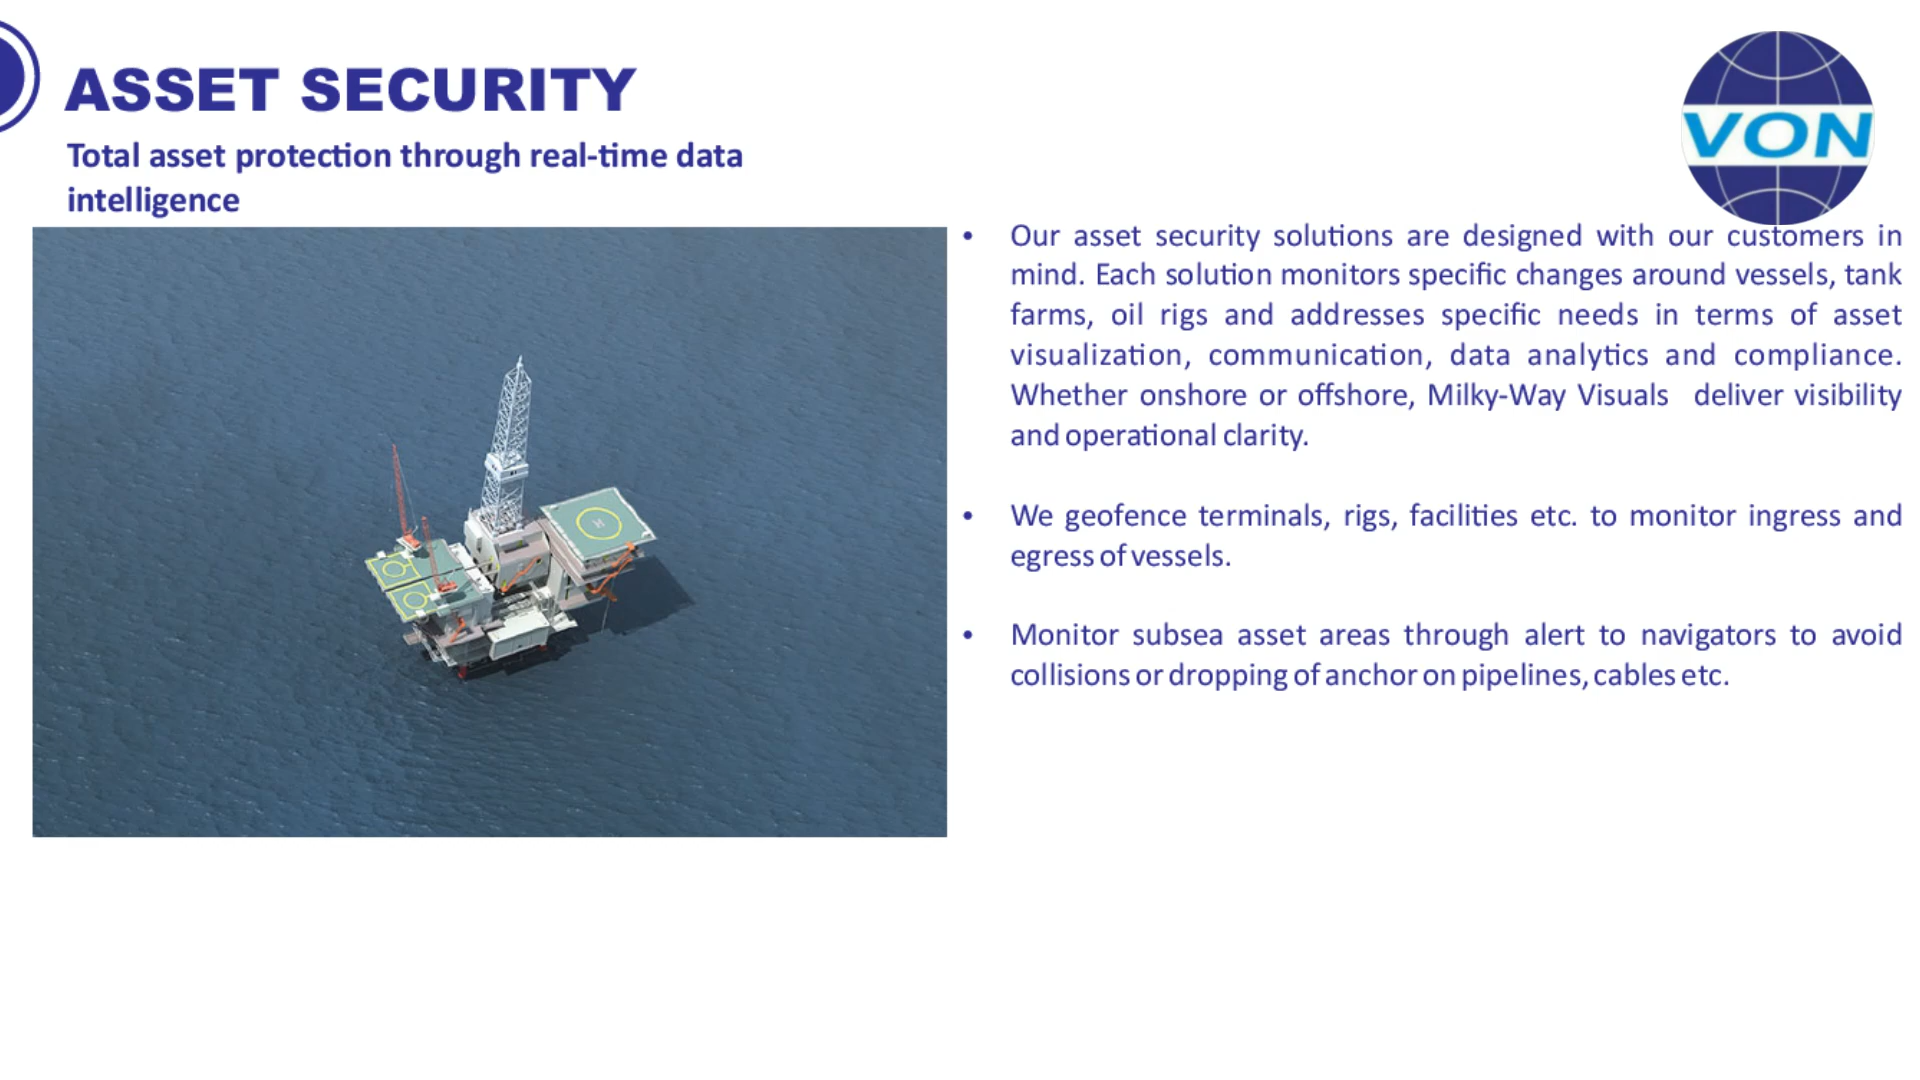 ASSET SECURITY
Total asset protection through real-time data
intelligence
VON
• Our asset security solutions are designed with our customers in
mind. Each solution monitors specific changes around vessels, tank
farms, oil rigs and addresses specific needs in terms of asset
visualization, communication, data analytics and compliance.
Whether onshore or offshore, Milky-Way Visuals deliver visibility
and operational clarity.
• We geofence terminals, rigs, facilities etc. to monitor ingress and
egress of vessels.
• Monitor subsea asset areas through alert to navigators to avoid
collisions or dropping of anchor on pipelines, cables etc.
H